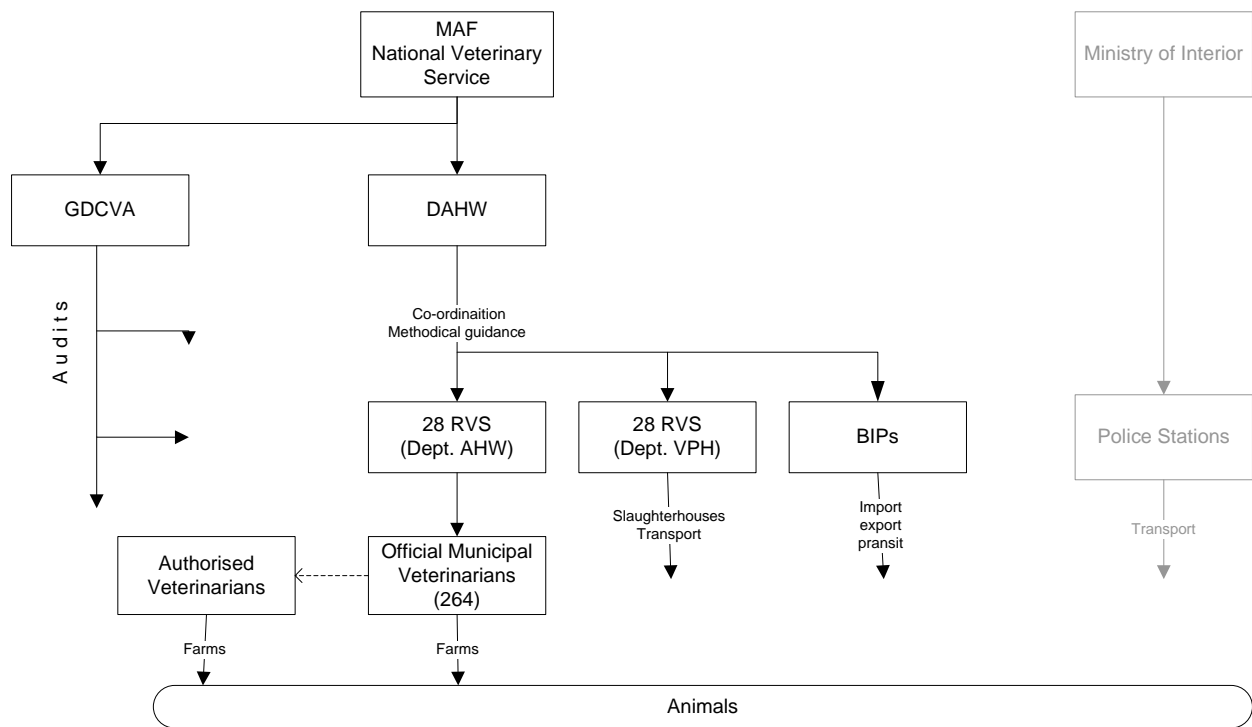 MAF
National Veterinary
Service
Ministry of Interior
GDCVA
DAHW
Audits
Co-ordinaition
Methodical guidance
28 RVS
(Dept. AHW)
28 RVS
(Dept. VPH)
BIPs
Police Stations
Slaughterhouses
Transport
Import
export
pransit
Transport
Authorised
Veterinarians
Official Municipal
Veterinarians
(264)
Farms
Farms
Animals